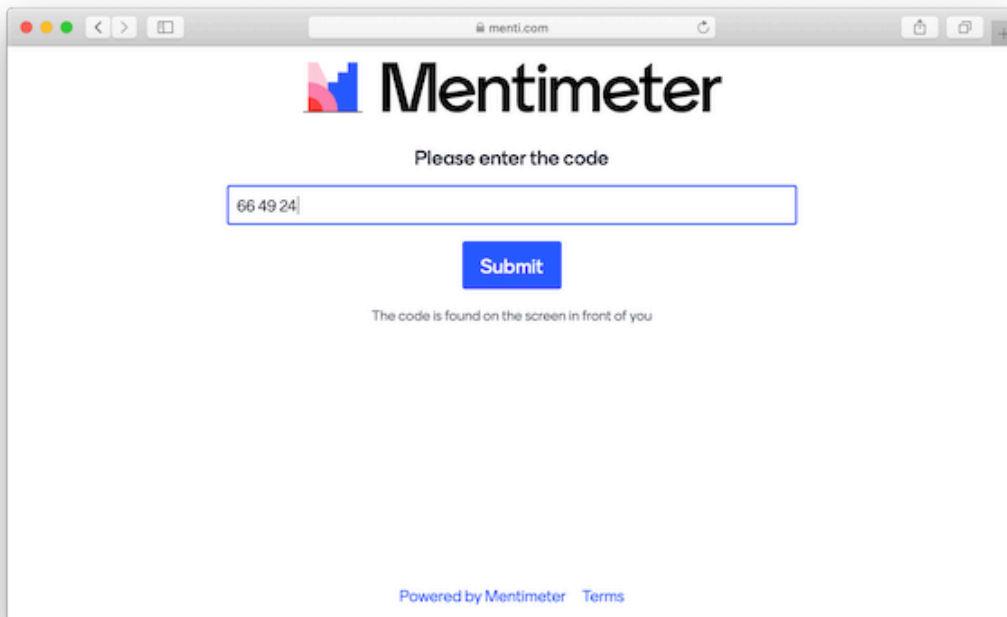 menti.com
Mentimeter
Please enter the code
66 49 24
Submit
The code is found on the screen in front of you
Powered by Mentimeter Terms